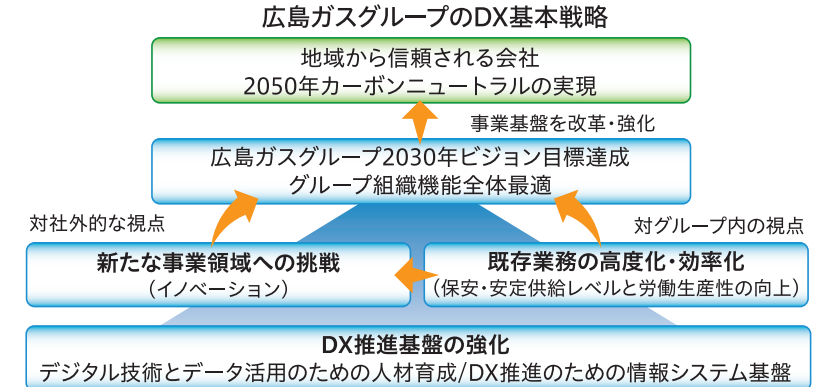 広島ガスグループのDX基本戦略
地域から信頼される会社
2050年カーボンニュートラルの実現
事業基盤を改革・強化
広島ガスグループ2030年ビジョン目標達成
グループ組織機能全体最適
対社外的な視点
対グループ内の視点
新たな事業領域への挑戦
（イノベーション）
既存業務の高度化・効率化
（保安・安定供給レベルと労働生産性の向上）
DX推進基盤の強化
デジタル技術とデータ活用のための人材育成/DX推進のための情報システム基盤